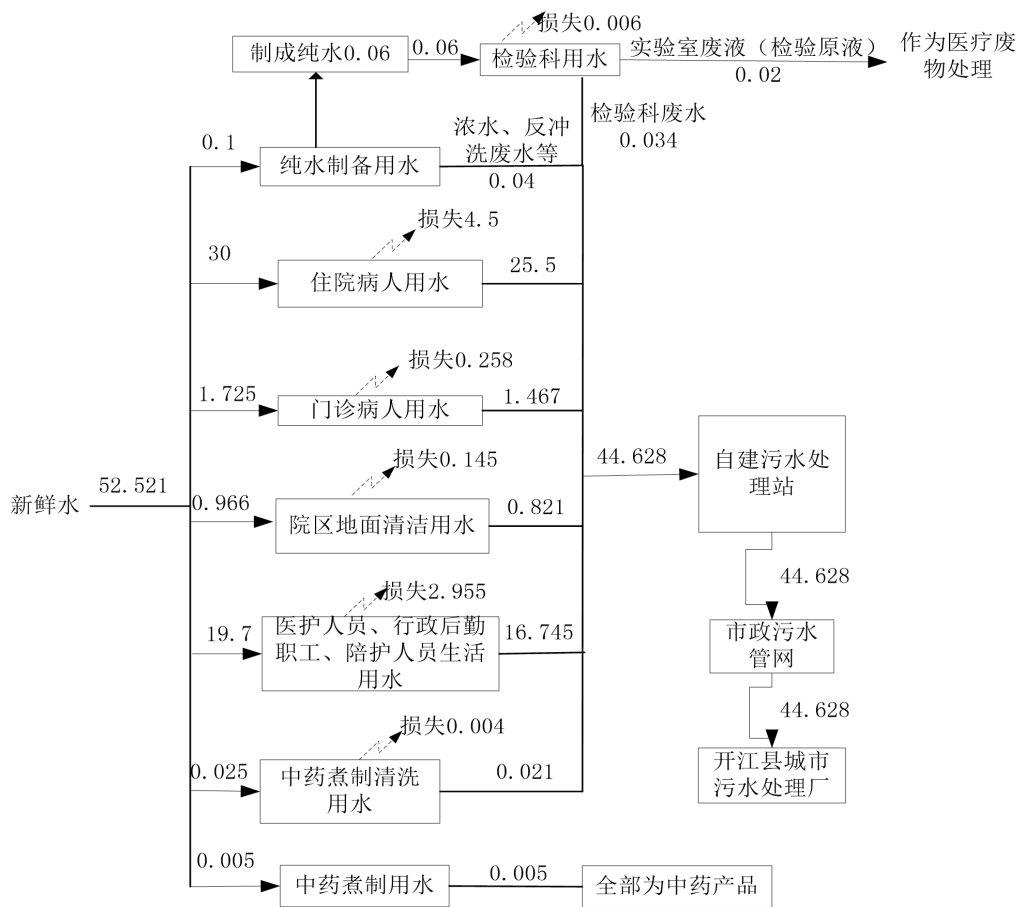 损失0.006
制成纯水0.06
0.06
检验科用水
实验室废液（检验原液）
0.02
作为医疗废
物处理
检验科废水
0.034
0.1
纯水制备用水
浓水、反冲
洗废水等
0.04
损失4.5
30
住院病人用水
25.5
损失0.258
1.725
门诊病人用水
1.467
损失0.145
新鲜水
52.521
0.966
院区地面清洁用水
0.821
44.628
自建污水处
理站
44.628
损失2.955
19.7
医护人员、行政后勤
职工、陪护人员生活
用水
16.745
市政污水
管网
44.628
损失0.004
0.025
中药煮制清洗
用水
0.021
开江县城市
污水处理厂
0.005
中药煮制用水
0.005
全部为中药产品